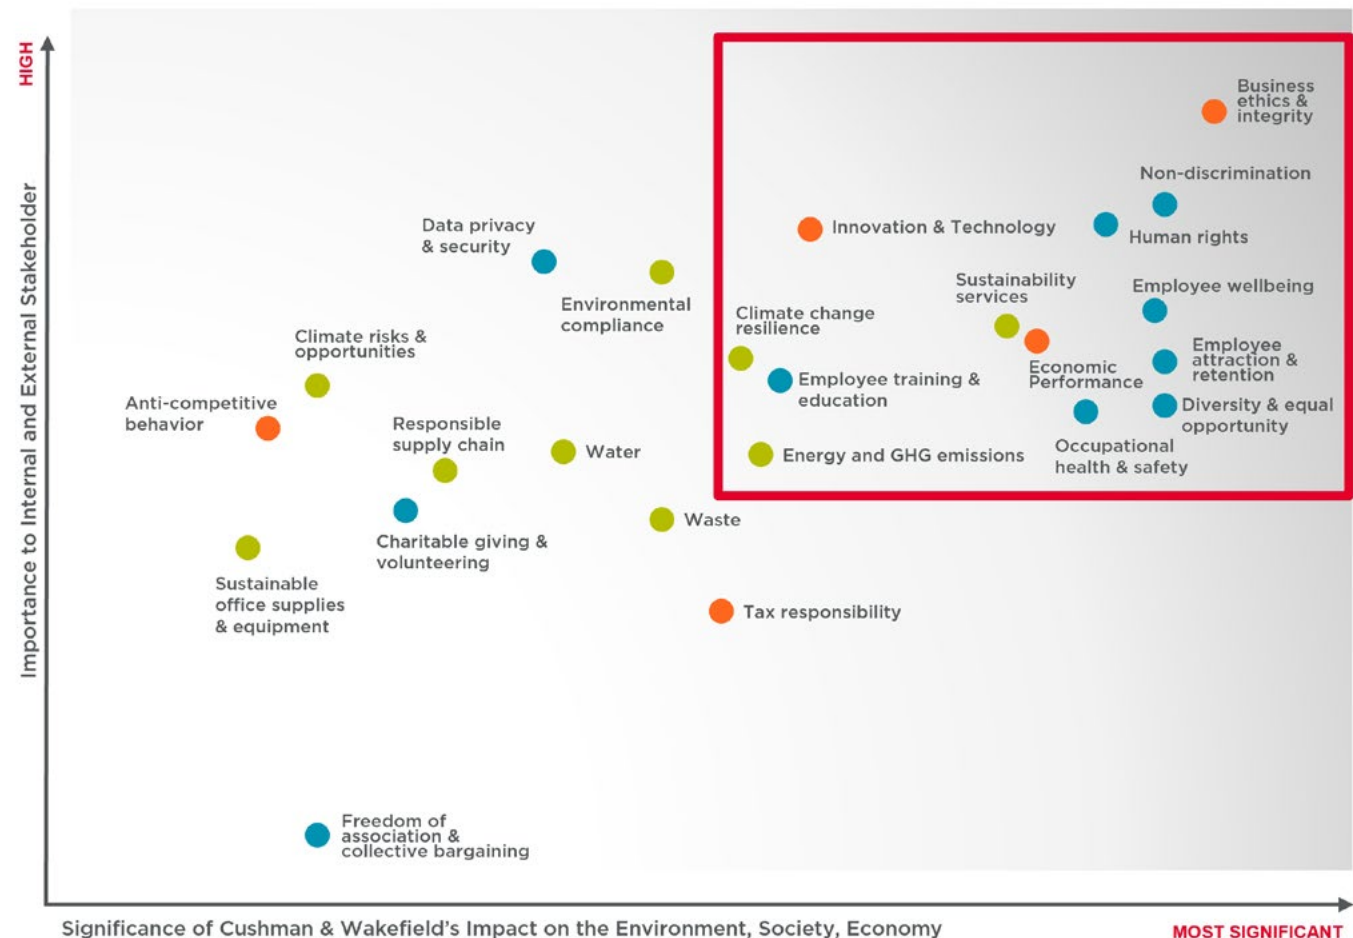 HIGH
Importance to Internal and External Stakeholder
Business
ethics &
integrity
Non-discrimination
Data privacy
& security
Innovation & Technology
Human rights
Sustainability
services
Employee wellbeing
Environmental
compliance
Climate change
resilience
Climate risks &
opportunities
Employee
attraction &
retention
Economic
Performance
Employee training &
education
Anti-competitive
behavior
Diversity & equal
opportunity
Responsible
supply chain
Water
Energy and GHG emissions
Occupational
health & safety
Waste
Charitable giving &
volunteering
Sustainable
office supplies
& equipment
Tax responsibility
Freedom of
association &
collective bargaining
Significance of Cushman & Wakefield's Impact on the Environment, Society, Economy
MOST SIGNIFICANT